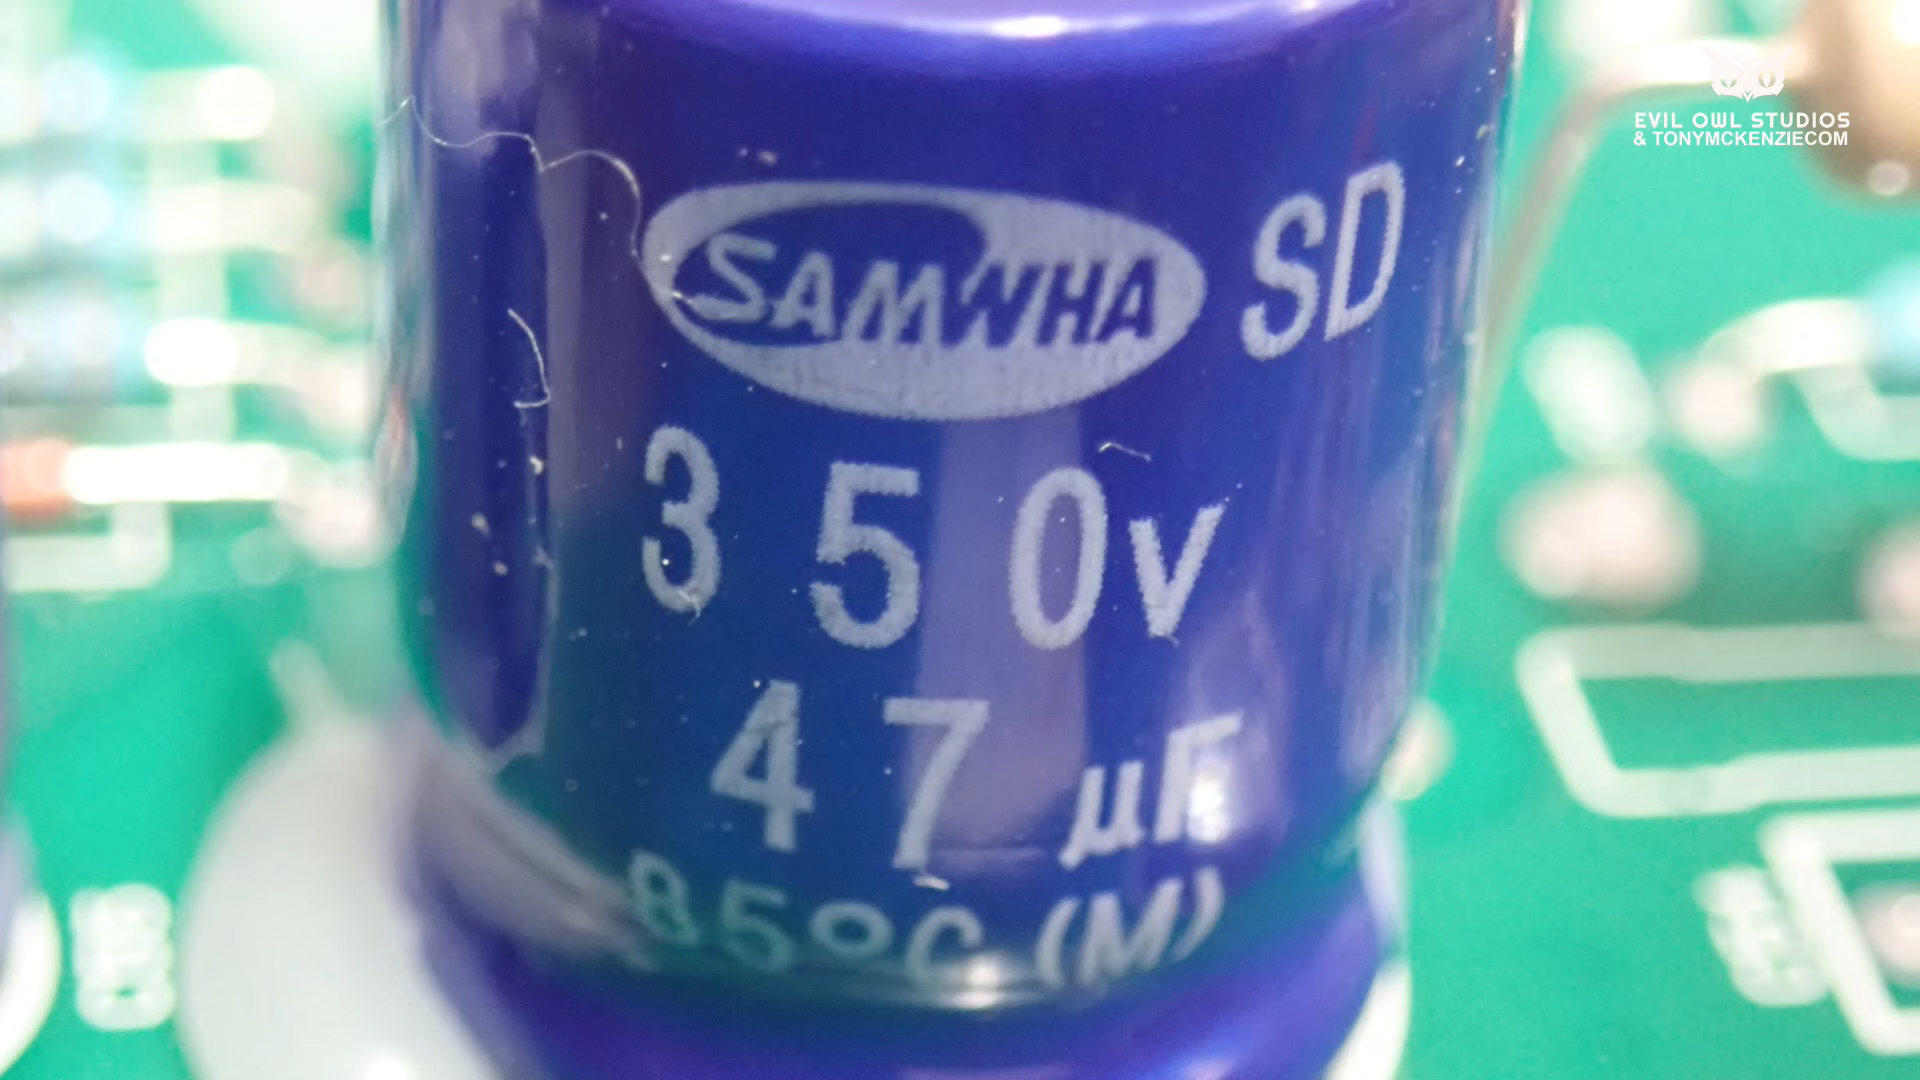 EVIL OWL STUDIOS
& TONYMCKENZIECOM
SAMWHA SD
350v
47 µF
85°C (M)